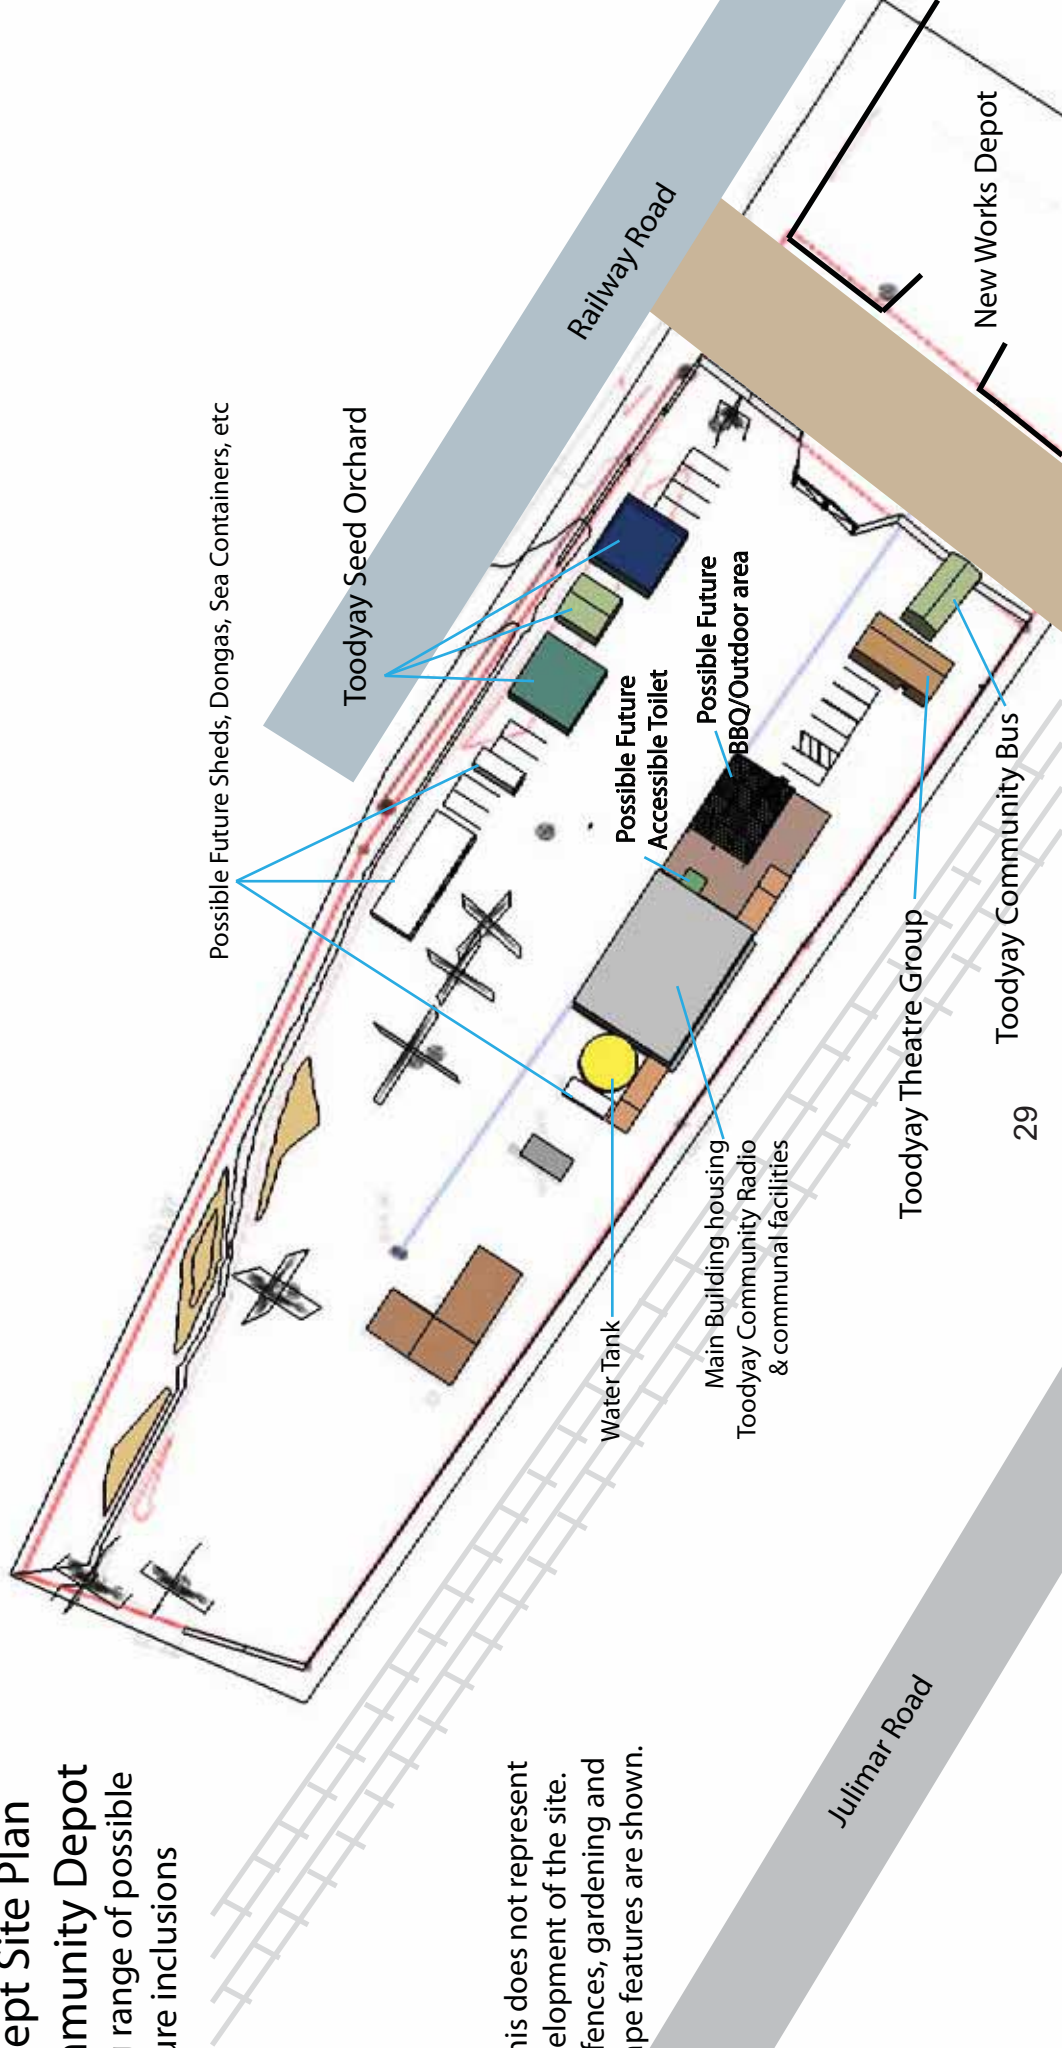 ept Site Plan
munity Depot
range of possible
ure inclusions
his does not represent
elopment of the site.
fences, gardening and
ape features are shown.
Possible Future Sheds, Dongas, Sea Containers, etc
Toodyay Seed Orchard
Railway Road
New Works Depot
Possible Future
Accessible Toilet
Possible Future
BBQ/Outdoor area
Water Tank
Main Building housing
Toodyay Community Radio
& communal facilities
Toodyay Theatre Group
Toodyay Community Bus
Julimar Road
29